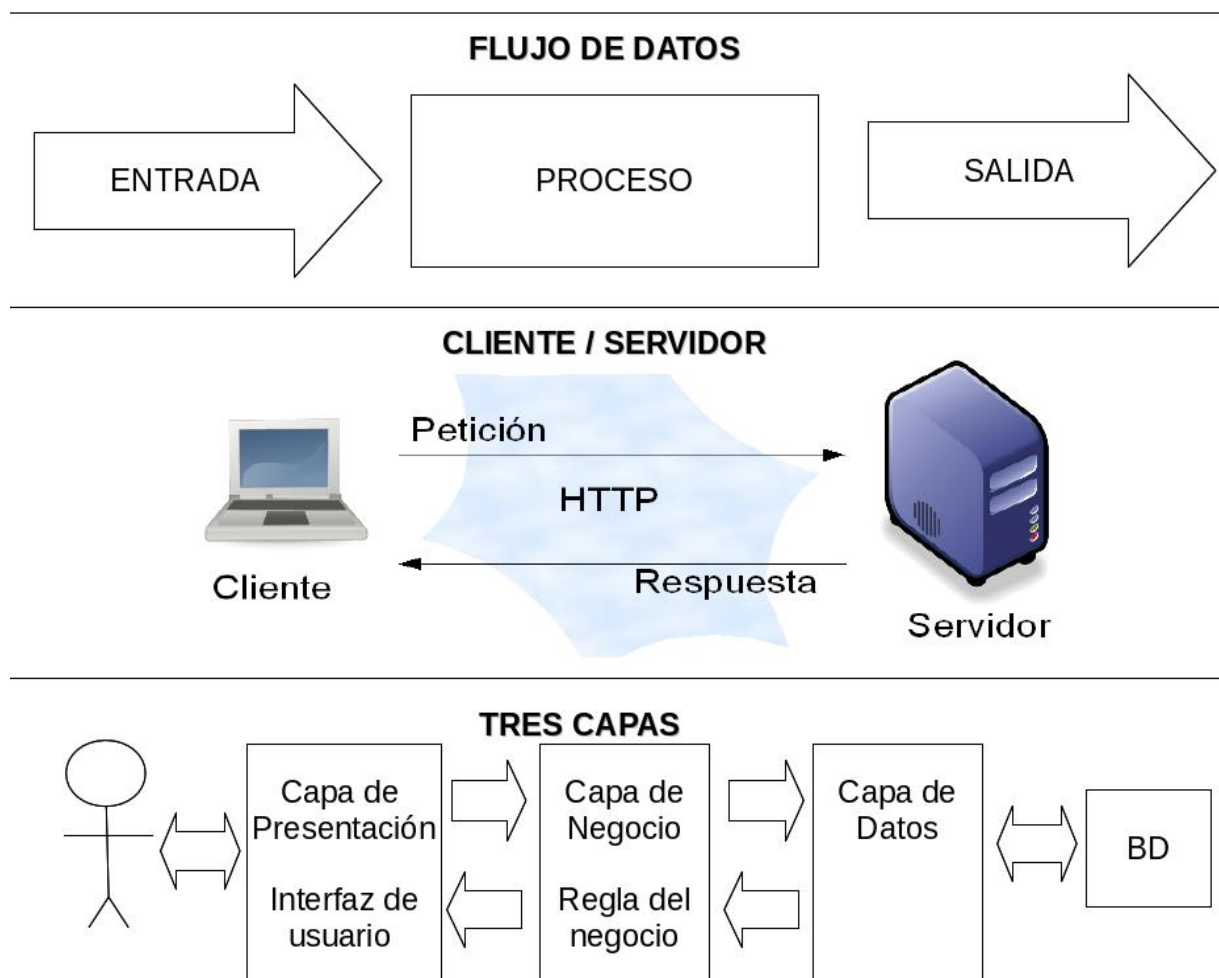 FLUJO DE DATOS
ENTRADA
PROCESO
SALIDA
CLIENTE / SERVIDOR
Petición
HTTP
Respuesta
Cliente
Servidor
TRES CAPAS
Capa de
Presentación
Interfaz de
usuario
Capa de
Negocio
Regla del
negocio
Capa de
Datos
BD